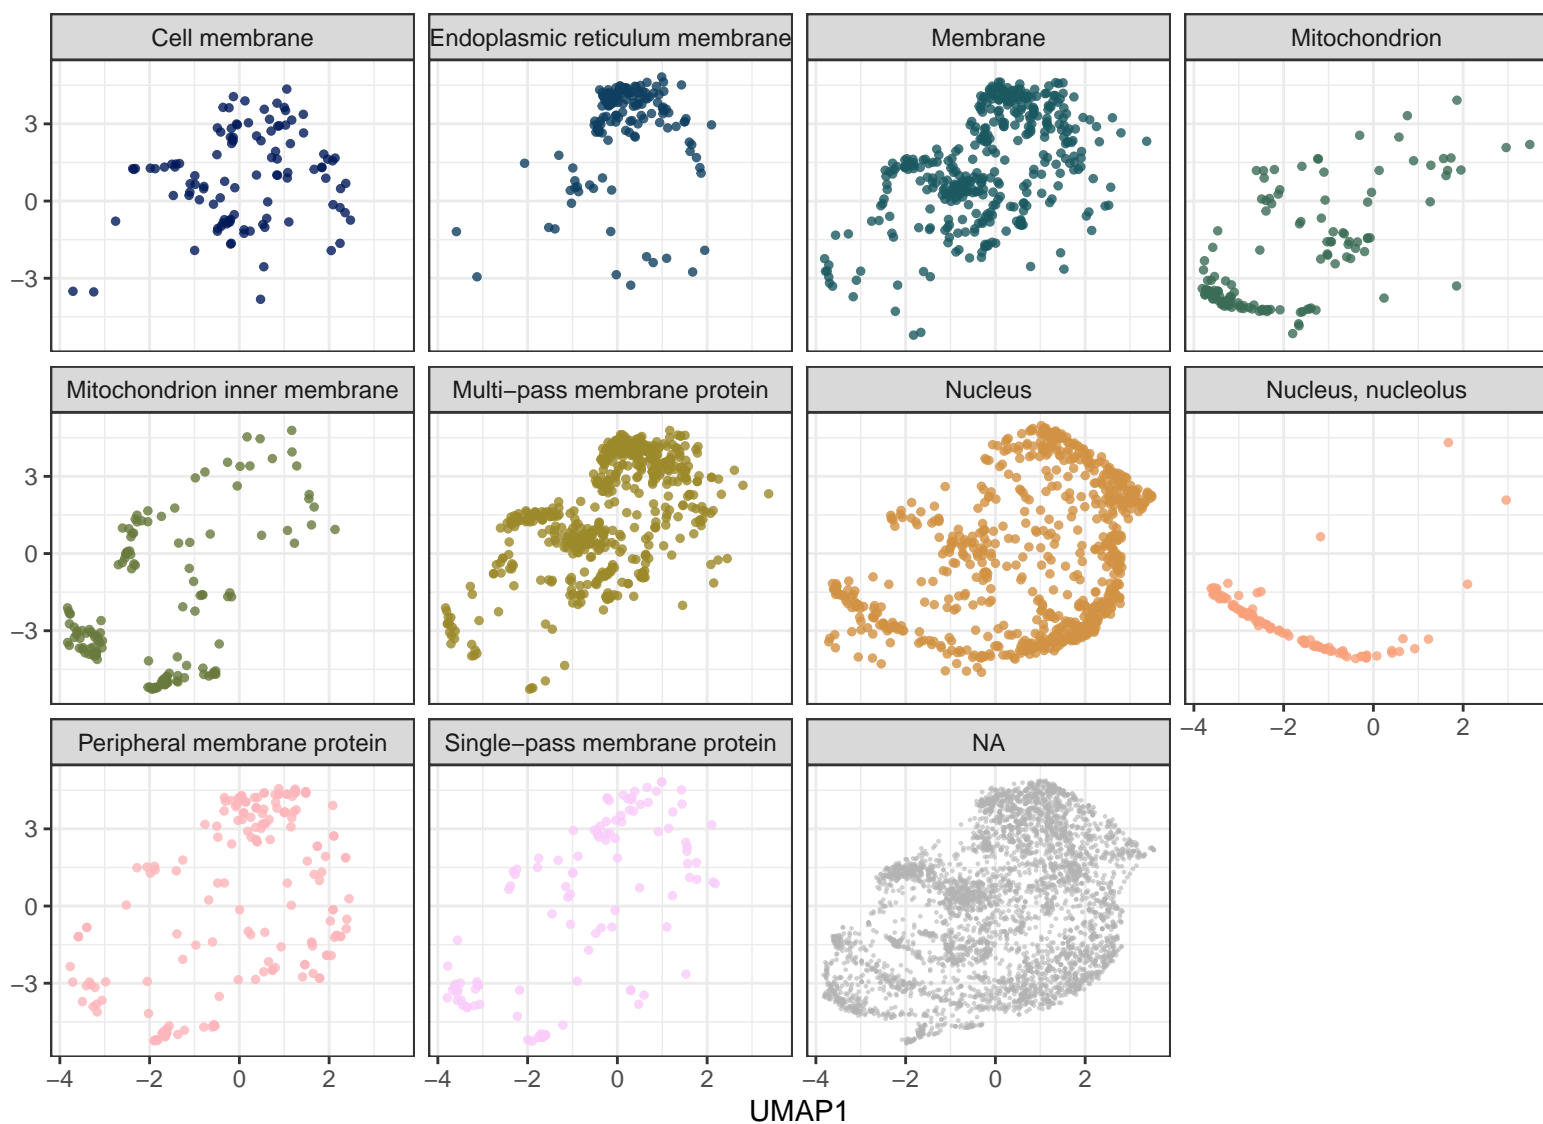 Cell membrane
Endoplasmic reticulum membrane
Membrane
Mitochondrion
3
0
−3
Mitochondrion inner membrane
Multi−pass membrane protein
Nucleus
Nucleus, nucleolus
3
0
−3
−4 −2 0 2
Peripheral membrane protein
Single−pass membrane protein
NA
3
0
−3
−4 −2 0 2
−4 −2 0 2
−4 −2 0 2
UMAP1